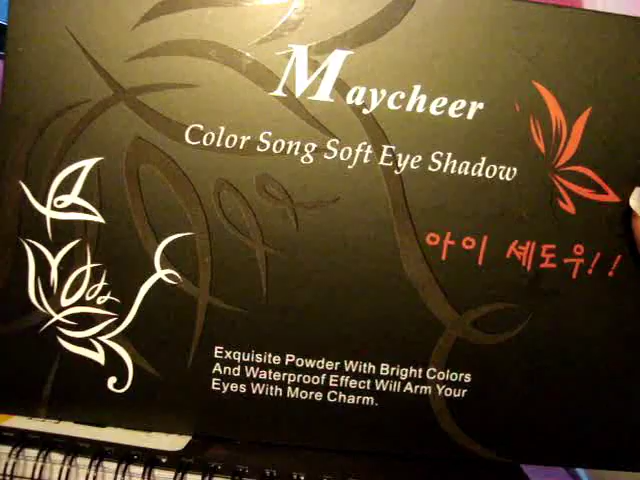 Maycheer
Color Song Soft Eye Shadow
아이 셰도우!!
Exquisite Powder With Bright Colors
And Waterproof Effect Will Arm Your
Eyes With More Charm.